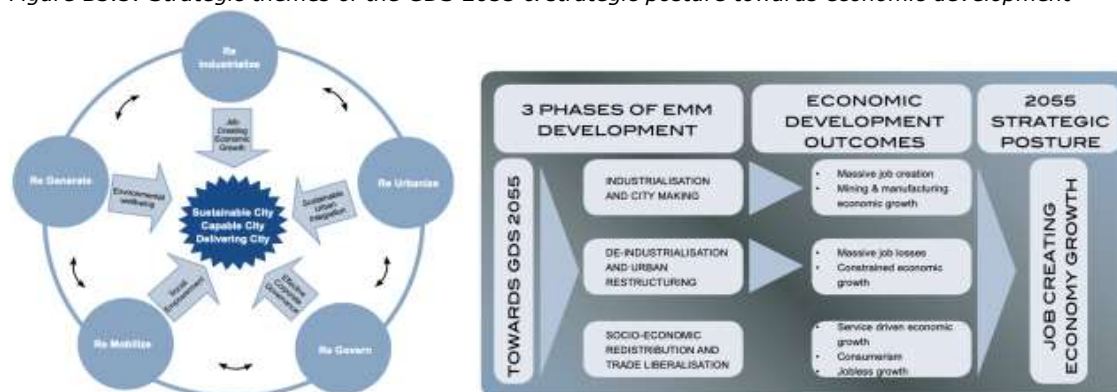 Figure B3.3: Strategic themes of the GDS 2055 & strategic posture towards economic development
Re
Industrialize
Job
Creating
Economic
Growth
Re Generate
Environmental
wellbeing
Re Urbanize
Sustainable
Urban
Integration
Sustainable City
Capable City
Delivering City
Social
Empowerment
Effective
Corporate
Governance
Re Mobilize
Re Govern
3 PHASES OF EMM
DEVELOPMENT
ECONOMIC
DEVELOPMENT
OUTCOMES
2055
STRATEGIC
POSTURE
TOWARDS GDS 2055
INDUSTRIALISATION
AND CITY MAKING
• Massive job creation
• Mining & manufacturing
economic growth
DE-INDUSTRIALISATION
AND URBAN
RESTRUCTURING
• Massive job losses
• Constrained economic
growth
SOCIO-ECONOMIC
REDISTRIBUTION AND
TRADE LIBERALISATION
• Service driven economic
growth
• Consumerism
• Jobless growth
JOB CREATING
ECONOMY GROWTH